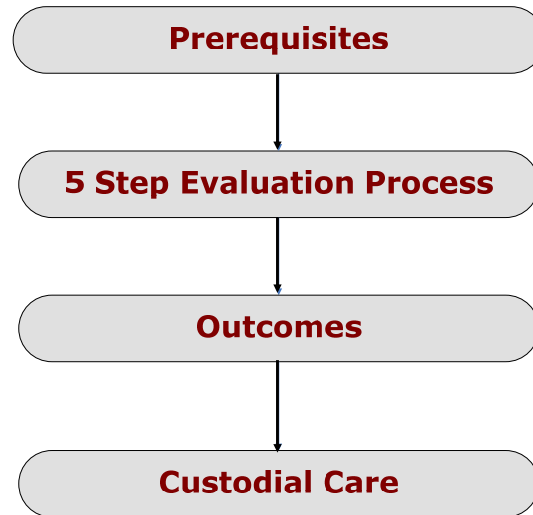 Prerequisites
5 Step Evaluation Process
Outcomes
Custodial Care